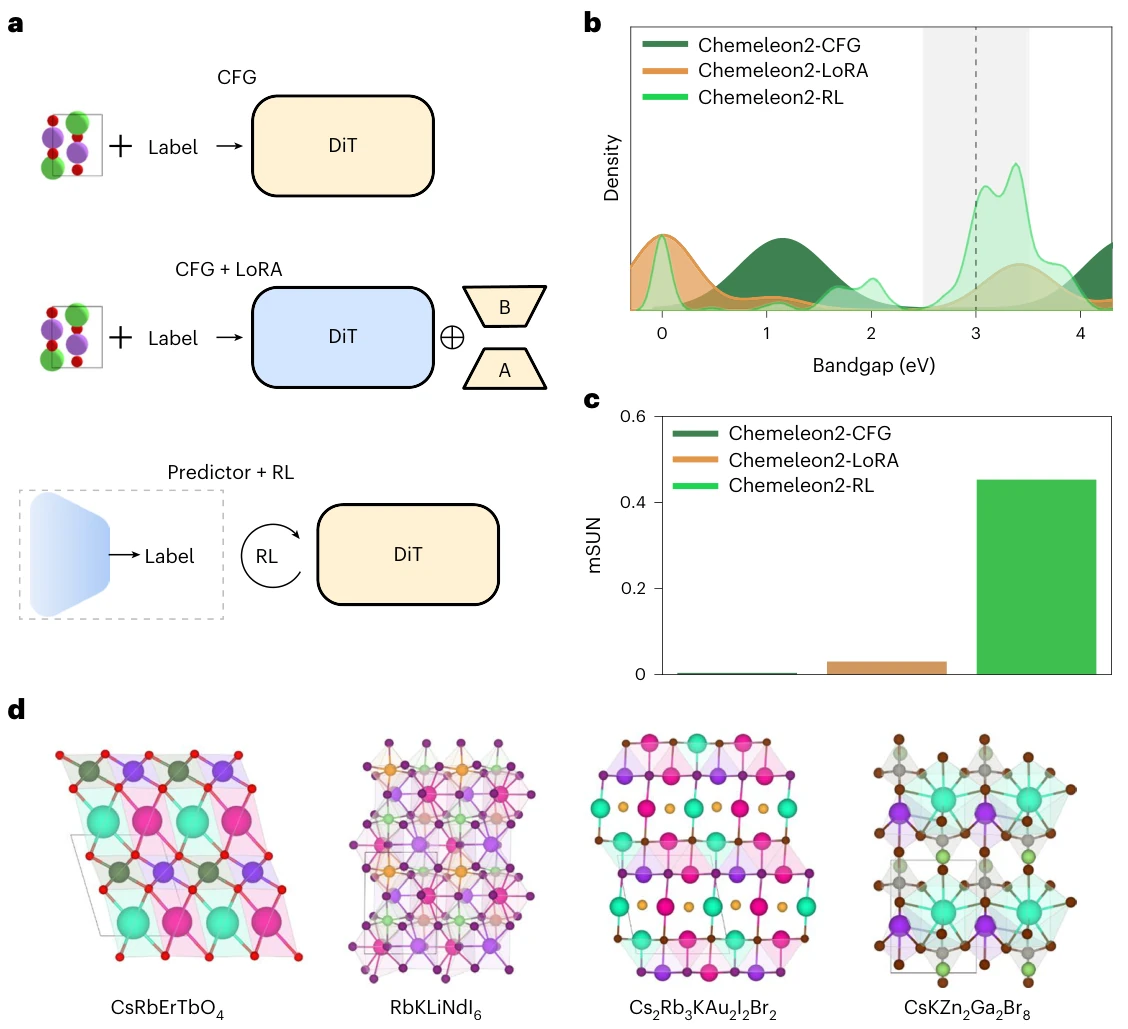 a
CFG
+ Label → DiT
CFG + LoRA
+ Label → DiT ⊕ B
A
Predictor + RL
→ Label RL DiT
b
Chemeleon2-CFG
Chemeleon2-LoRA
Chemeleon2-RL
Density
0 1 2 3 4
Bandgap (eV)
c
0.6
Chemeleon2-CFG
Chemeleon2-LoRA
Chemeleon2-RL
0.4
mSUN
0.2
0
d
CsRbErTbO₄ RbKLiNdI₆ Cs₂Rb₃KAu₂I₂Br₂ CsKZn₂Ga₂Br₈